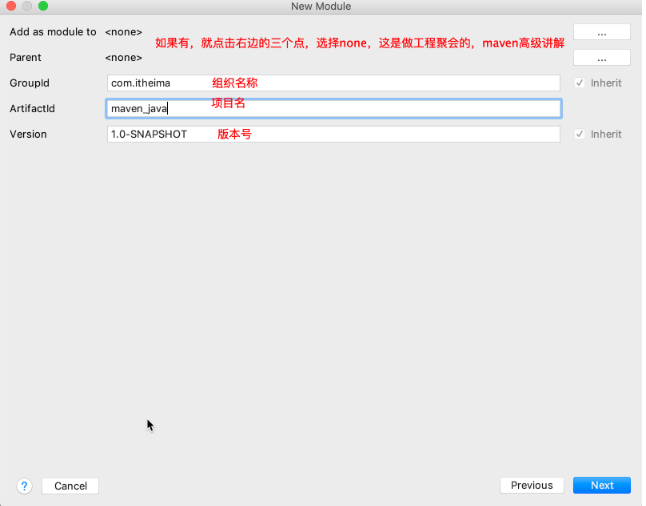 New Module
Add as module to <none> ...
如果有，就点击右边的三个点，选择none，这是做工程聚会的，maven高级讲解
Parent <none> ...
GroupId com.itheima 组织名称 Inherit
ArtifactId maven_java 项目名
Version 1.0-SNAPSHOT 版本号 Inherit
? Cancel Previous Next